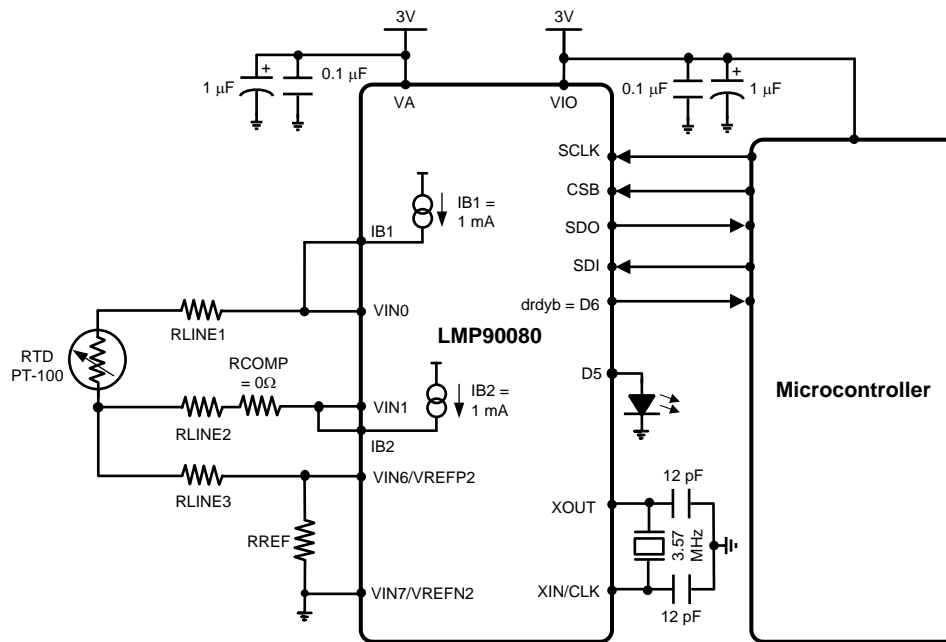 3V
3V
+
1 µF
0.1 µF
0.1 µF
+
1 µF
VA
VIO
SCLK
CSB
SDO
SDI
drdyb = D6
IB1 =
1 mA
IB1
VIN0
RLINE1
LMP90080
RTD
PT-100
RCOMP
= 0Ω
IB2 =
1 mA
D5
Microcontroller
VIN1
RLINE2
IB2
VIN6/VREFP2
RLINE3
12 pF
XOUT
RREF
3.57
MHz
VIN7/VREFN2
XIN/CLK
12 pF